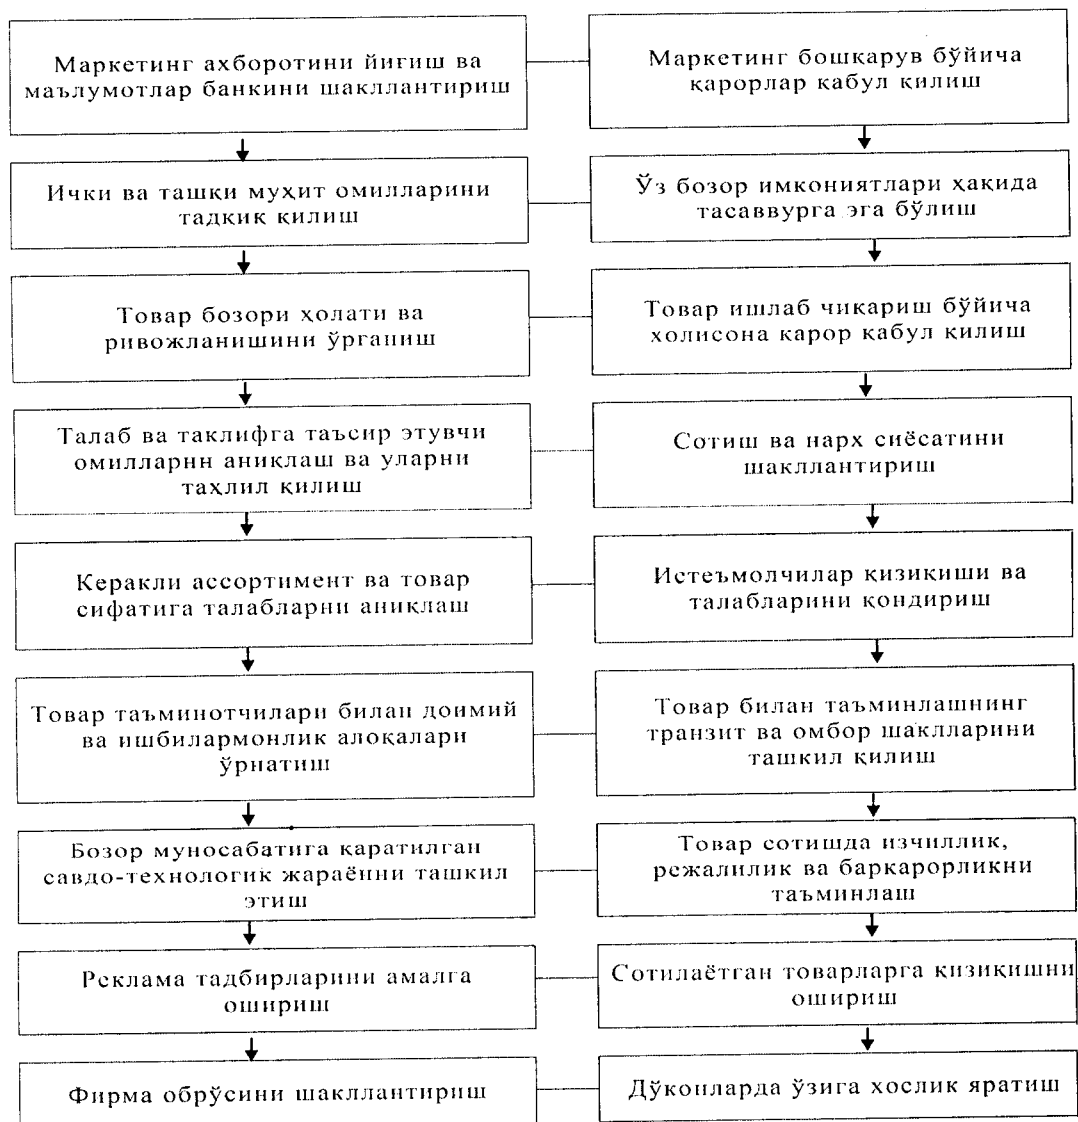 Маркетинг ахборотини йиғиш ва
маълумотлар банкини шакллантириш
Маркетинг бошқарув бўйича
қарорлар қабул қилиш
Ички ва ташқи муҳит омилларини
тадқиқ қилиш
Ўз бозор имкониятлари ҳақида
тасаввурга эга бўлиш
Товар бозори ҳолати ва
ривожланишини ўрганиш
Товар ишлаб чиқариш бўйича
холисона қарор қабул қилиш
Талаб ва таклифга таъсир этувчи
омилларни аниқлаш ва уларни
таҳлил қилиш
Сотиш ва нарх сиёсатини
шакллантириш
Керакли ассортимент ва товар
сифатига талабларни аниқлаш
Истеъмолчилар қизиқиши ва
талабларини қондириш
Товар таъминотчилари билан доимий
ва ишбилармонлик алоқалари
ўрнатиш
Товар билан таъминлашнинг
транзит ва омбор шаклларини
ташкил қилиш
Бозор муносабатига қаратилган
савдо-технологик жараённи ташкил
этиш
Товар сотишда изчиллик,
режалилик ва барқарорликни
таъминлаш
Реклама тадбирларини амалга
ошириш
Сотилаётган товарларга қизиқишни
ошириш
Фирма обрўсини шакллантириш
Дўконларда ўзига хослик яратиш